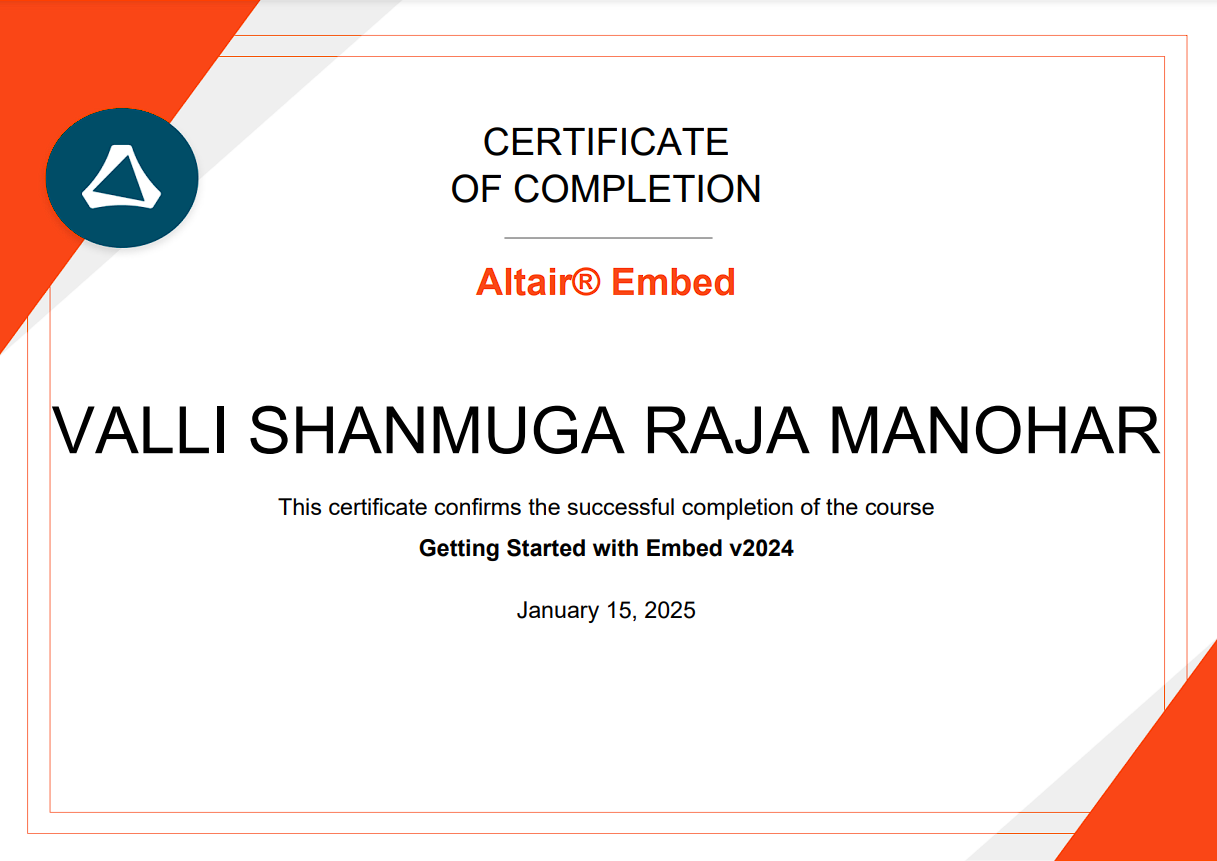 CERTIFICATE
OF COMPLETION
Altair® Embed
VALLI SHANMUGA RAJA MANOHAR
This certificate confirms the successful completion of the course
Getting Started with Embed v2024
January 15, 2025